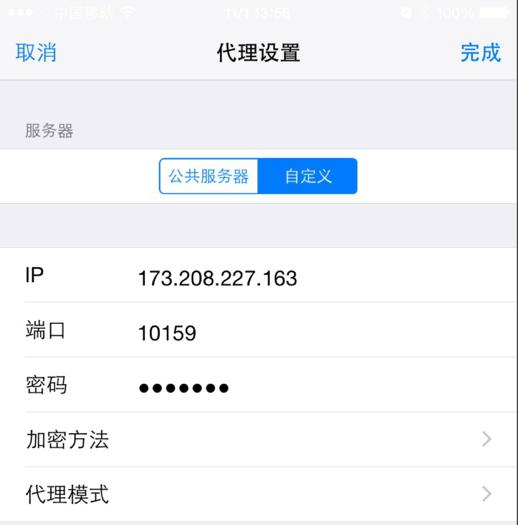 中国移动 11/1 13:56 100%
取消 代理设置 完成
服务器
公共服务器 自定义
IP 173.208.227.163
端口 10159
密码 ●●●●●●●
加密方法
代理模式